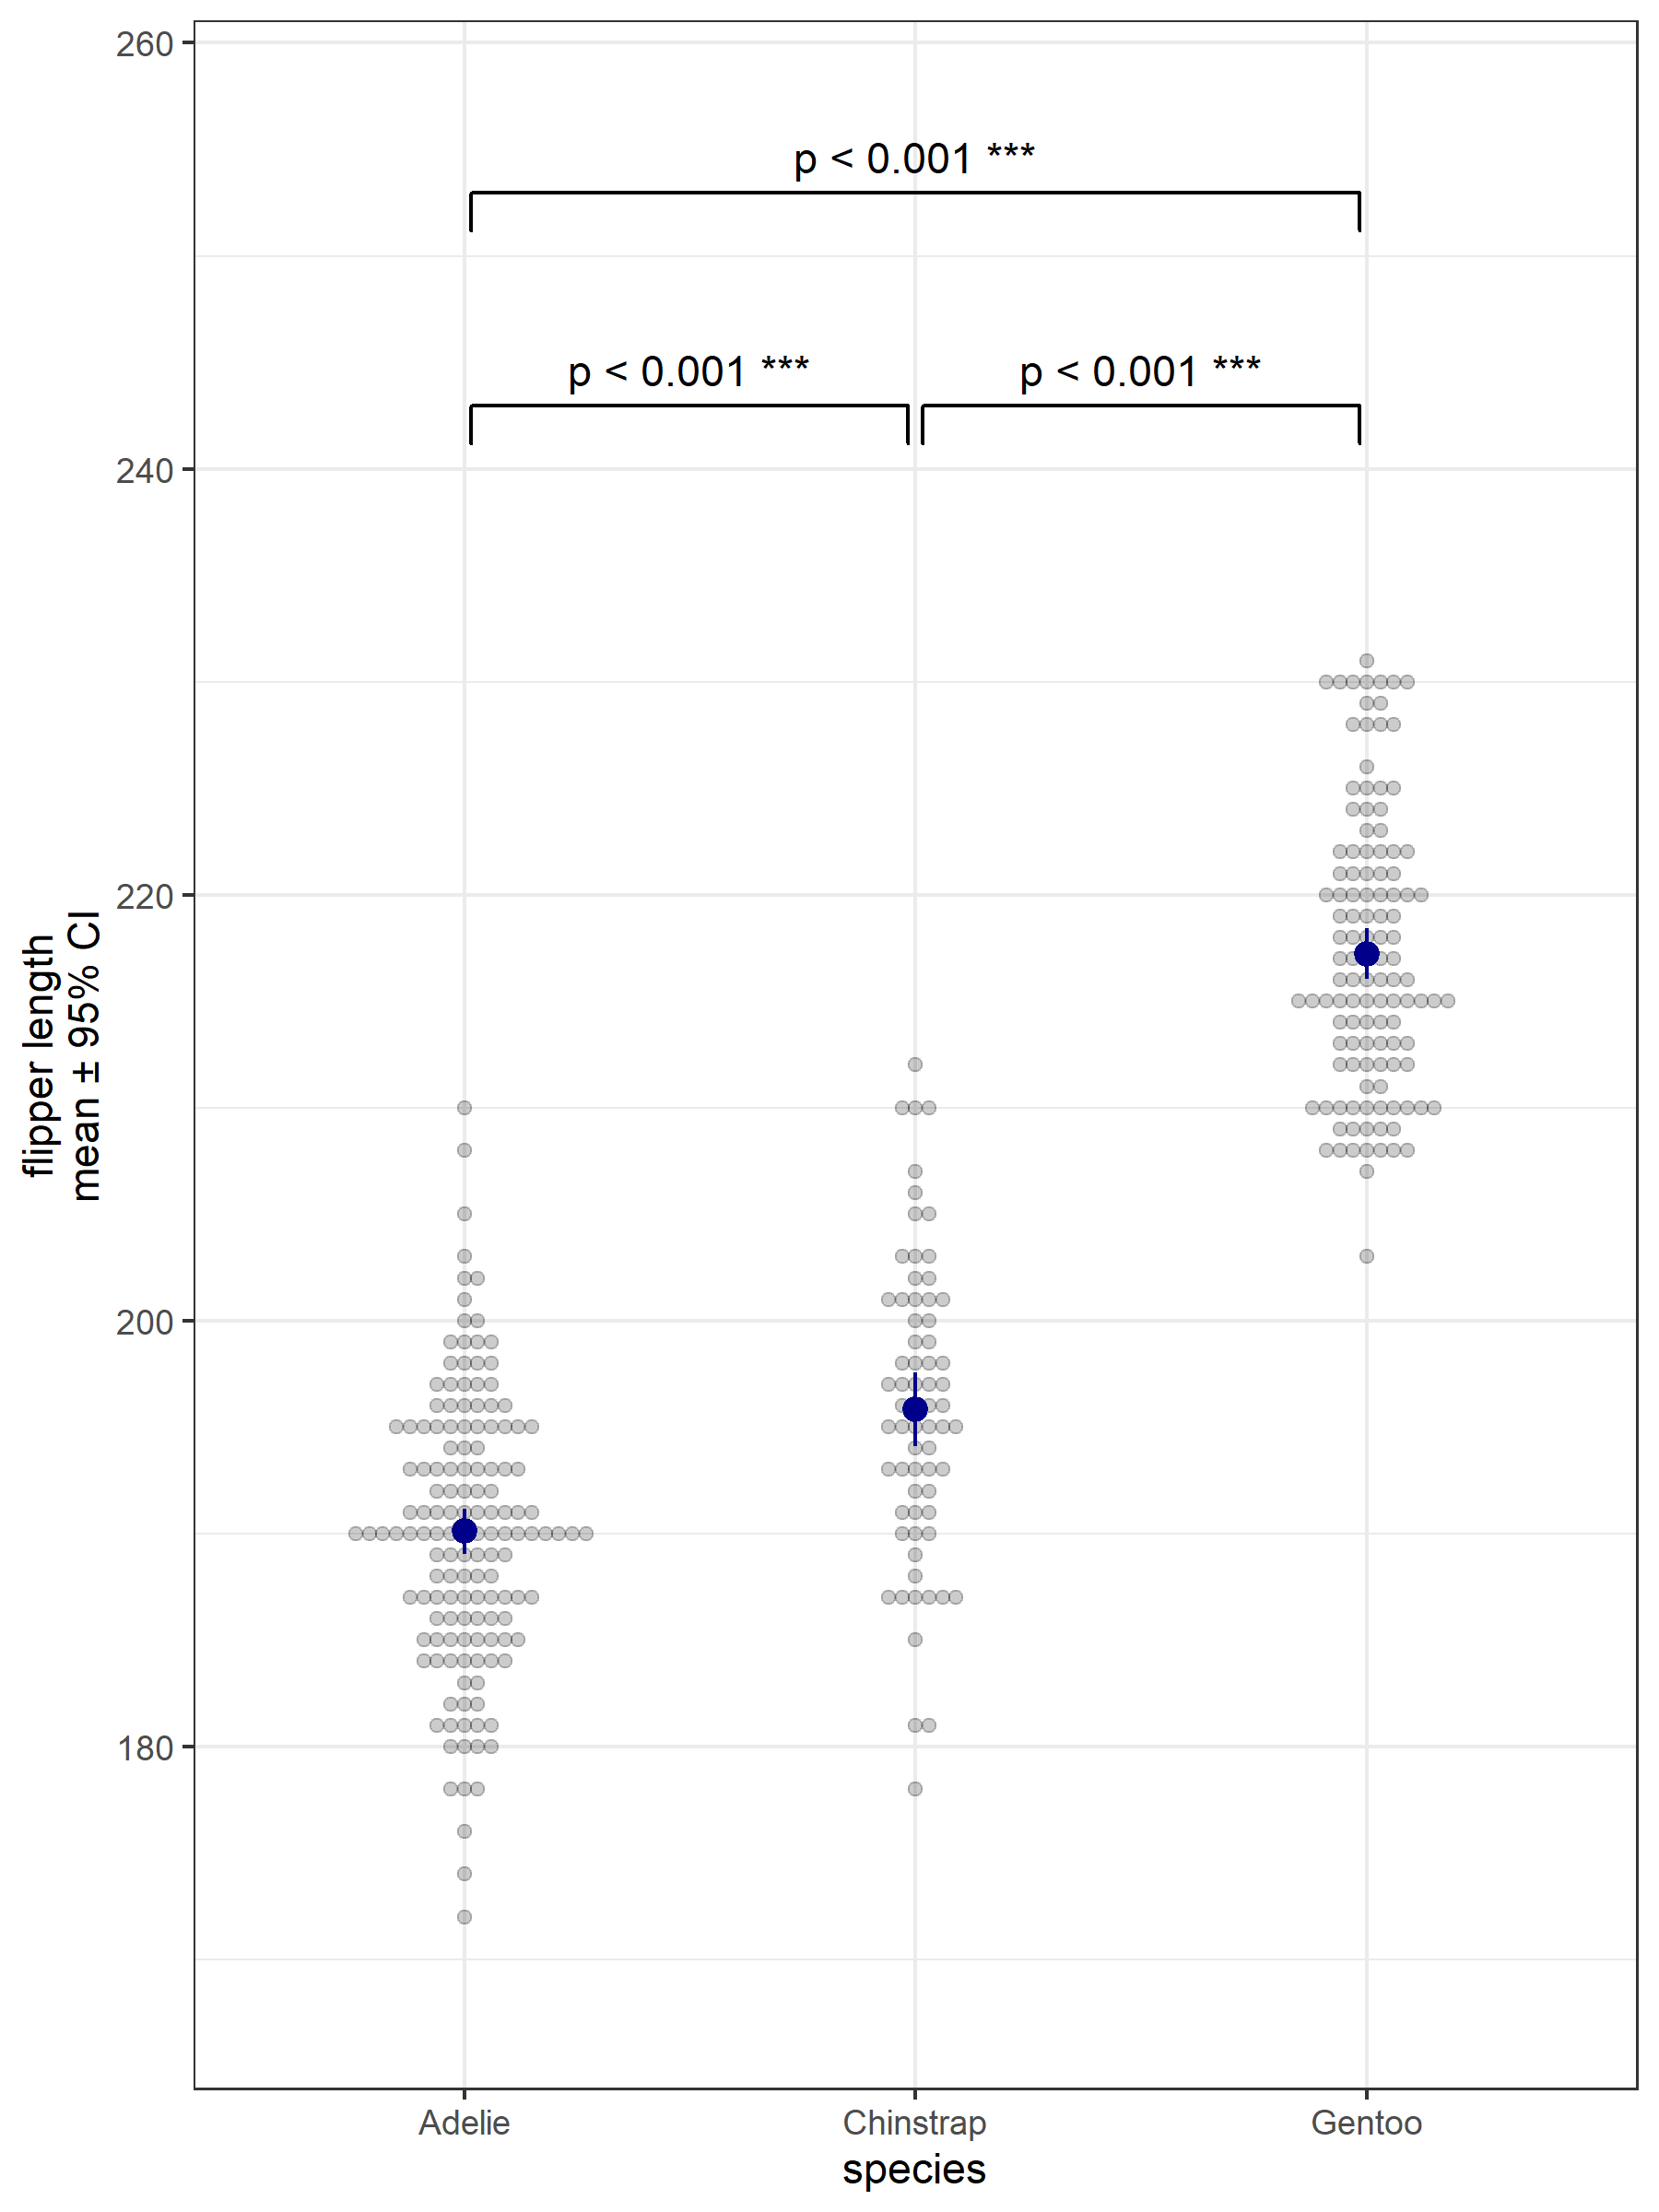 260
p < 0.001 ***
p < 0.001 *** p < 0.001 ***
240
220
flipper length
mean ± 95% CI
200
180
Adelie Chinstrap Gentoo
species